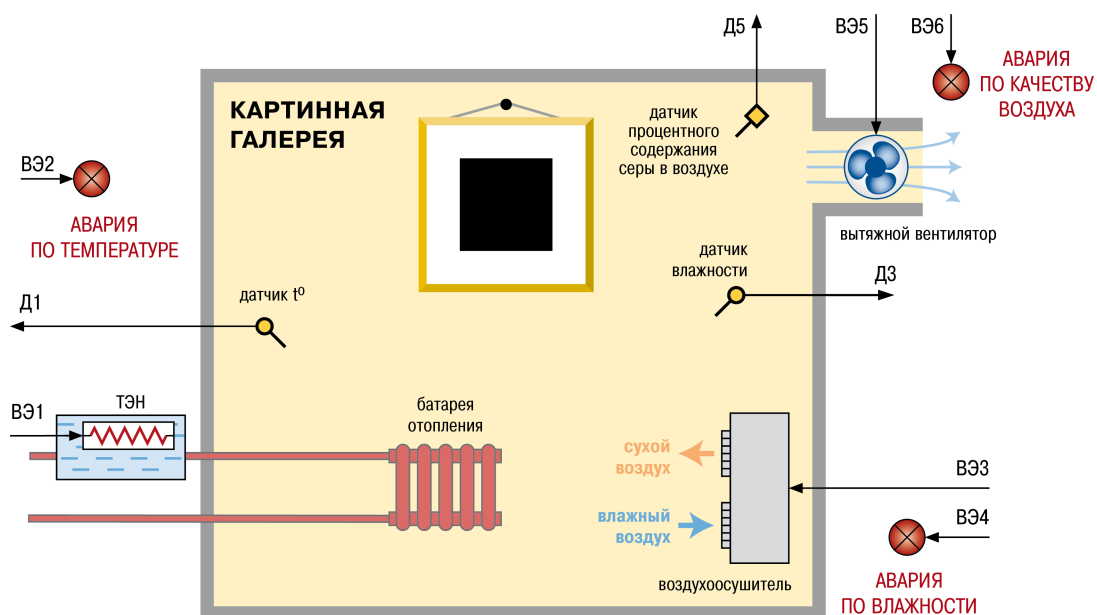 Д5
ВЭ5
ВЭ6
АВАРИЯ
ПО КАЧЕСТВУ
ВОЗДУХА
КАРТИННАЯ
ГАЛЕРЕЯ
датчик
процентного
содержания
серы в воздухе
ВЭ2
АВАРИЯ
ПО ТЕМПЕРАТУРЕ
вытяжной вентилятор
датчик
влажности
Д3
Д1
датчик t⁰
ВЭ1
ТЭН
батарея
отопления
сухой
воздух
ВЭ3
влажный
воздух
ВЭ4
воздухоосушитель
АВАРИЯ
ПО ВЛАЖНОСТИ